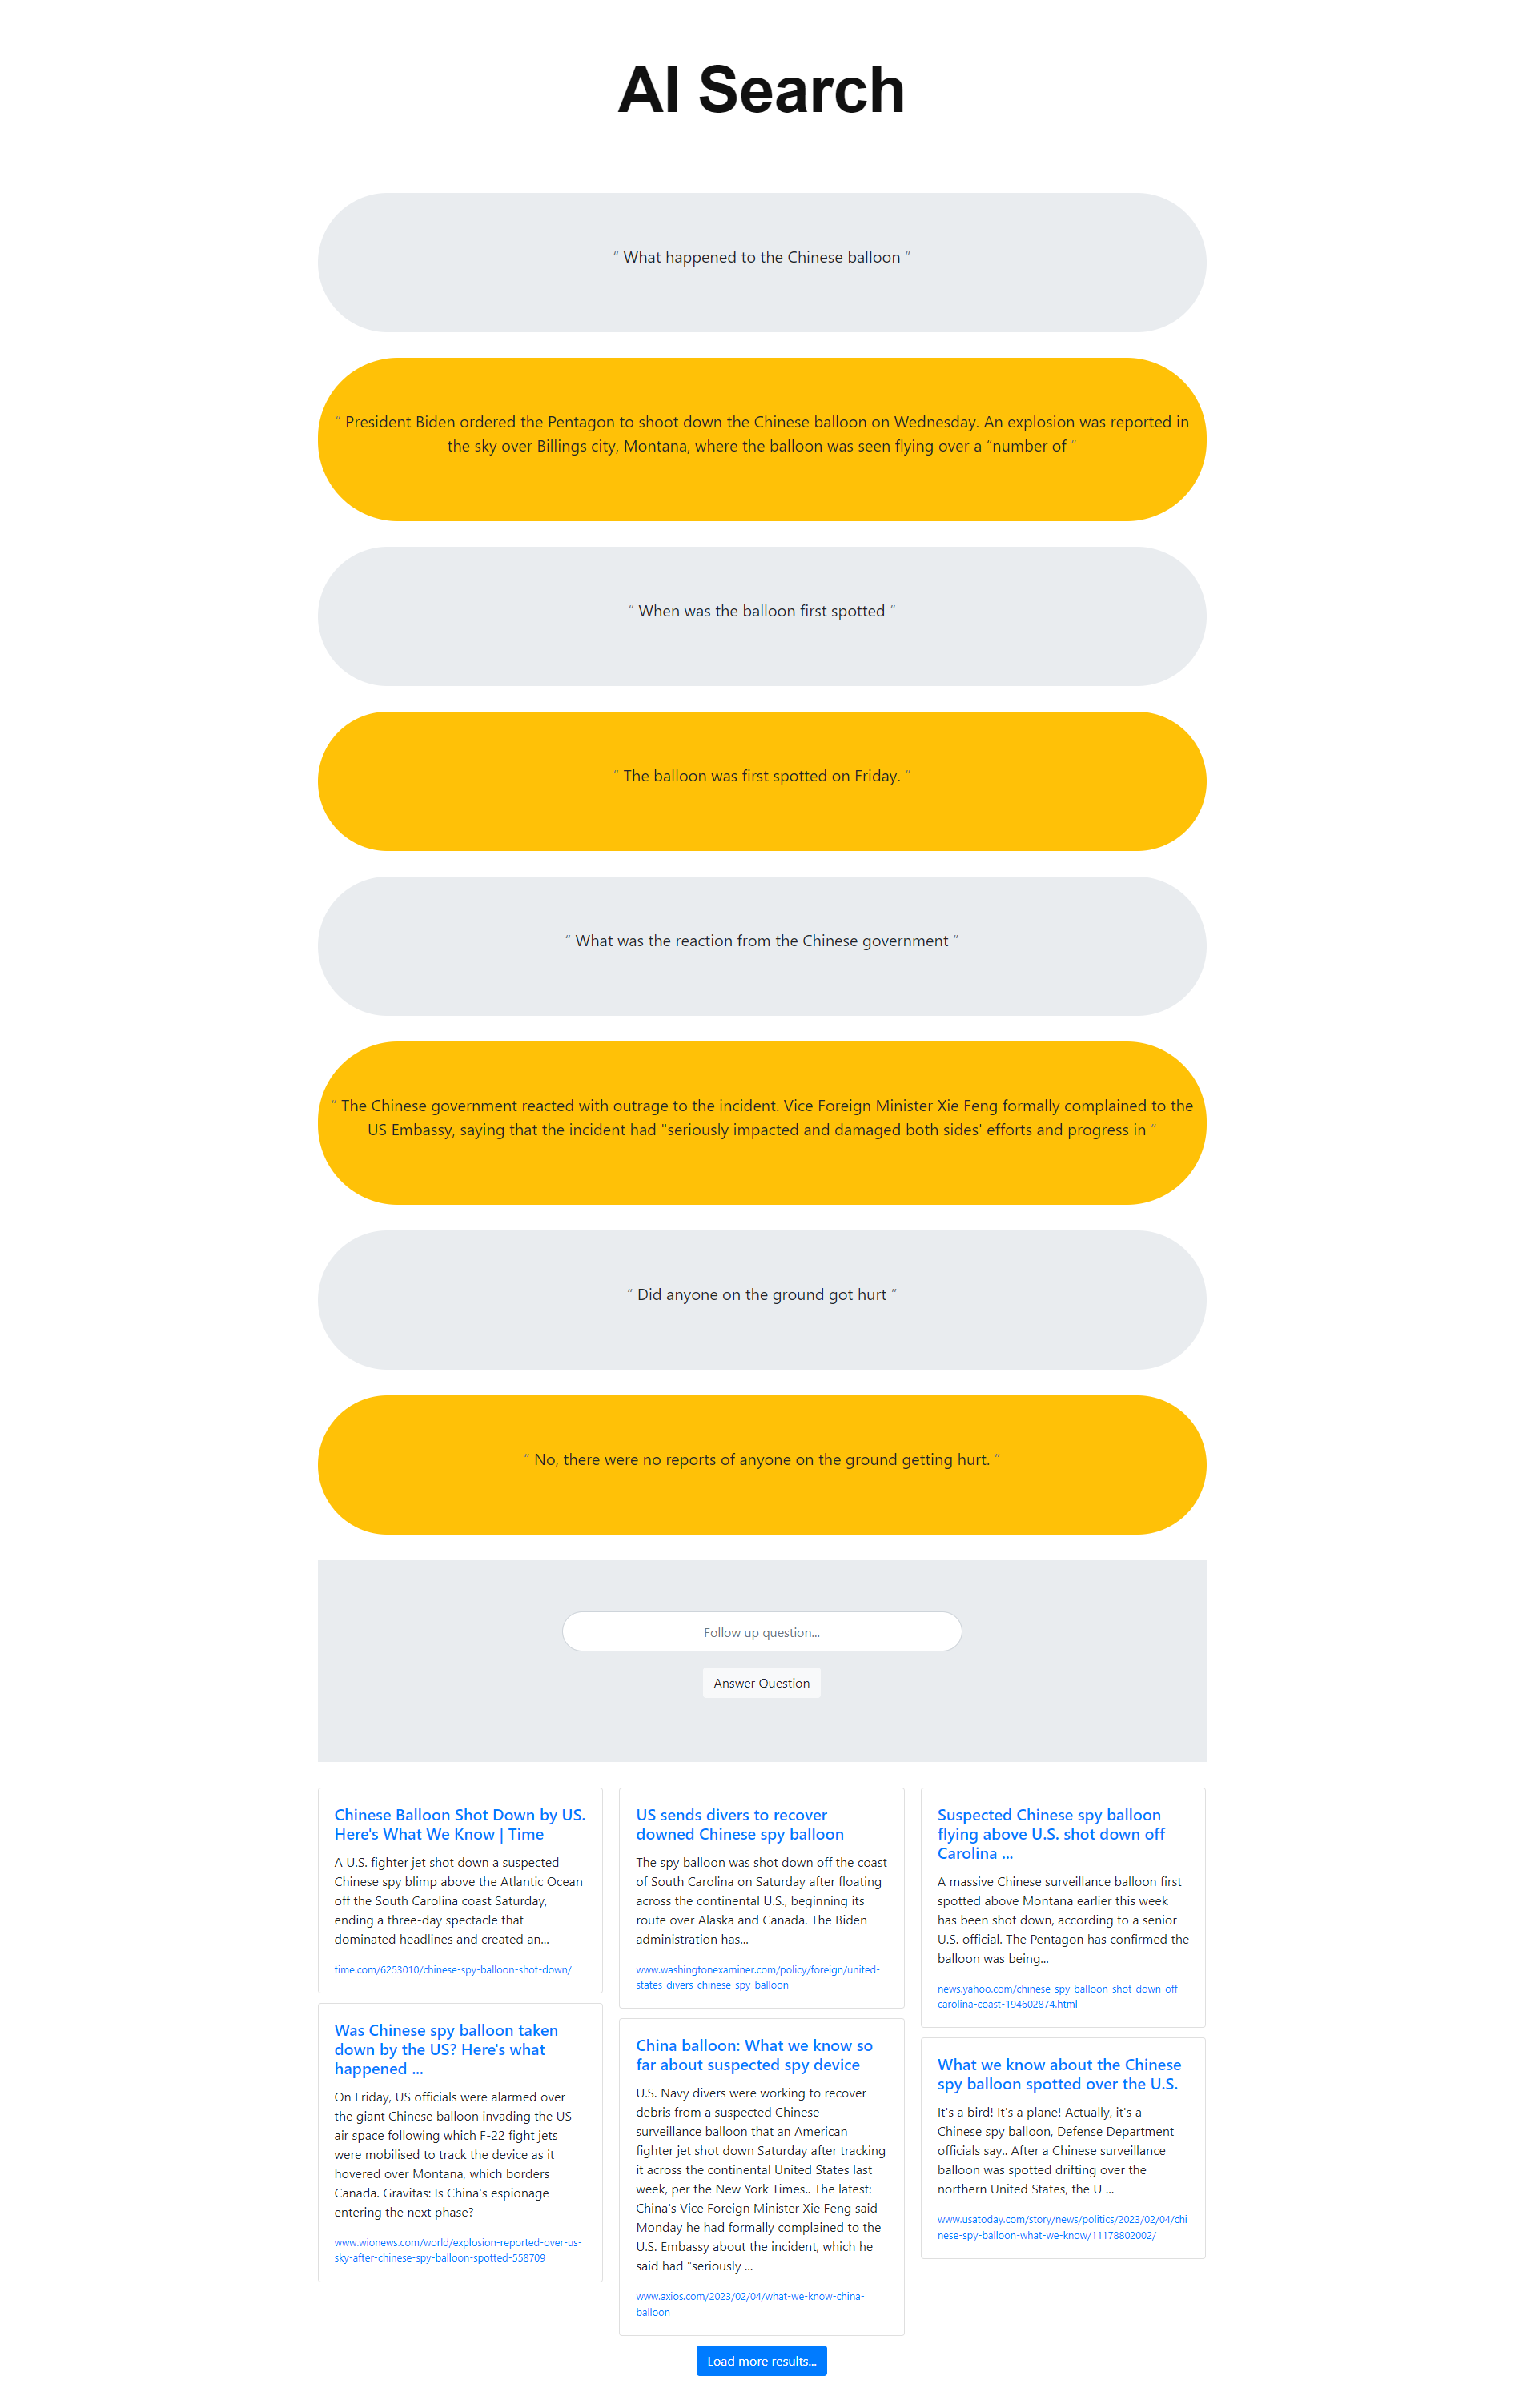 AI Search
“ What happened to the Chinese balloon ”
“ President Biden ordered the Pentagon to shoot down the Chinese balloon on Wednesday. An explosion was reported in
the sky over Billings city, Montana, where the balloon was seen flying over a “number of ”
“ When was the balloon first spotted ”
“ The balloon was first spotted on Friday. ”
“ What was the reaction from the Chinese government ”
“ The Chinese government reacted with outrage to the incident. Vice Foreign Minister Xie Feng formally complained to the
US Embassy, saying that the incident had "seriously impacted and damaged both sides' efforts and progress in ”
“ Did anyone on the ground got hurt ”
“ No, there were no reports of anyone on the ground getting hurt. ”
Follow up question...
Answer Question
Chinese Balloon Shot Down by US.
Here's What We Know | Time
A U.S. fighter jet shot down a suspected
Chinese spy blimp above the Atlantic Ocean
off the South Carolina coast Saturday,
ending a three-day spectacle that
dominated headlines and created an...
time.com/6253010/chinese-spy-balloon-shot-down/
Was Chinese spy balloon taken
down by the US? Here's what
happened ...
On Friday, US officials were alarmed over
the giant Chinese balloon invading the US
air space following which F-22 fight jets
were mobilised to track the device as it
hovered over Montana, which borders
Canada. Gravitas: Is China's espionage
entering the next phase?
www.wionews.com/world/explosion-reported-over-us-
sky-after-chinese-spy-balloon-spotted-558709
US sends divers to recover
downed Chinese spy balloon
The spy balloon was shot down off the coast
of South Carolina on Saturday after floating
across the continental U.S., beginning its
route over Alaska and Canada. The Biden
administration has...
www.washingtonexaminer.com/policy/foreign/united-
states-divers-chinese-spy-balloon
China balloon: What we know so
far about suspected spy device
U.S. Navy divers were working to recover
debris from a suspected Chinese
surveillance balloon that an American
fighter jet shot down Saturday after tracking
it across the continental United States last
week, per the New York Times.. The latest:
China's Vice Foreign Minister Xie Feng said
Monday he had formally complained to the
U.S. Embassy about the incident, which he
said had "seriously ...
www.axios.com/2023/02/04/what-we-know-china-
balloon
Suspected Chinese spy balloon
flying above U.S. shot down off
Carolina ...
A massive Chinese surveillance balloon first
spotted above Montana earlier this week
has been shot down, according to a senior
U.S. official. The Pentagon has confirmed the
balloon was being...
news.yahoo.com/chinese-spy-balloon-shot-down-off-
carolina-coast-194602874.html
What we know about the Chinese
spy balloon spotted over the U.S.
It's a bird! It's a plane! Actually, it's a
Chinese spy balloon, Defense Department
officials say.. After a Chinese surveillance
balloon was spotted drifting over the
northern United States, the U ...
www.usatoday.com/story/news/politics/2023/02/04/chi
nese-spy-balloon-what-we-know/11178802002/
Load more results...